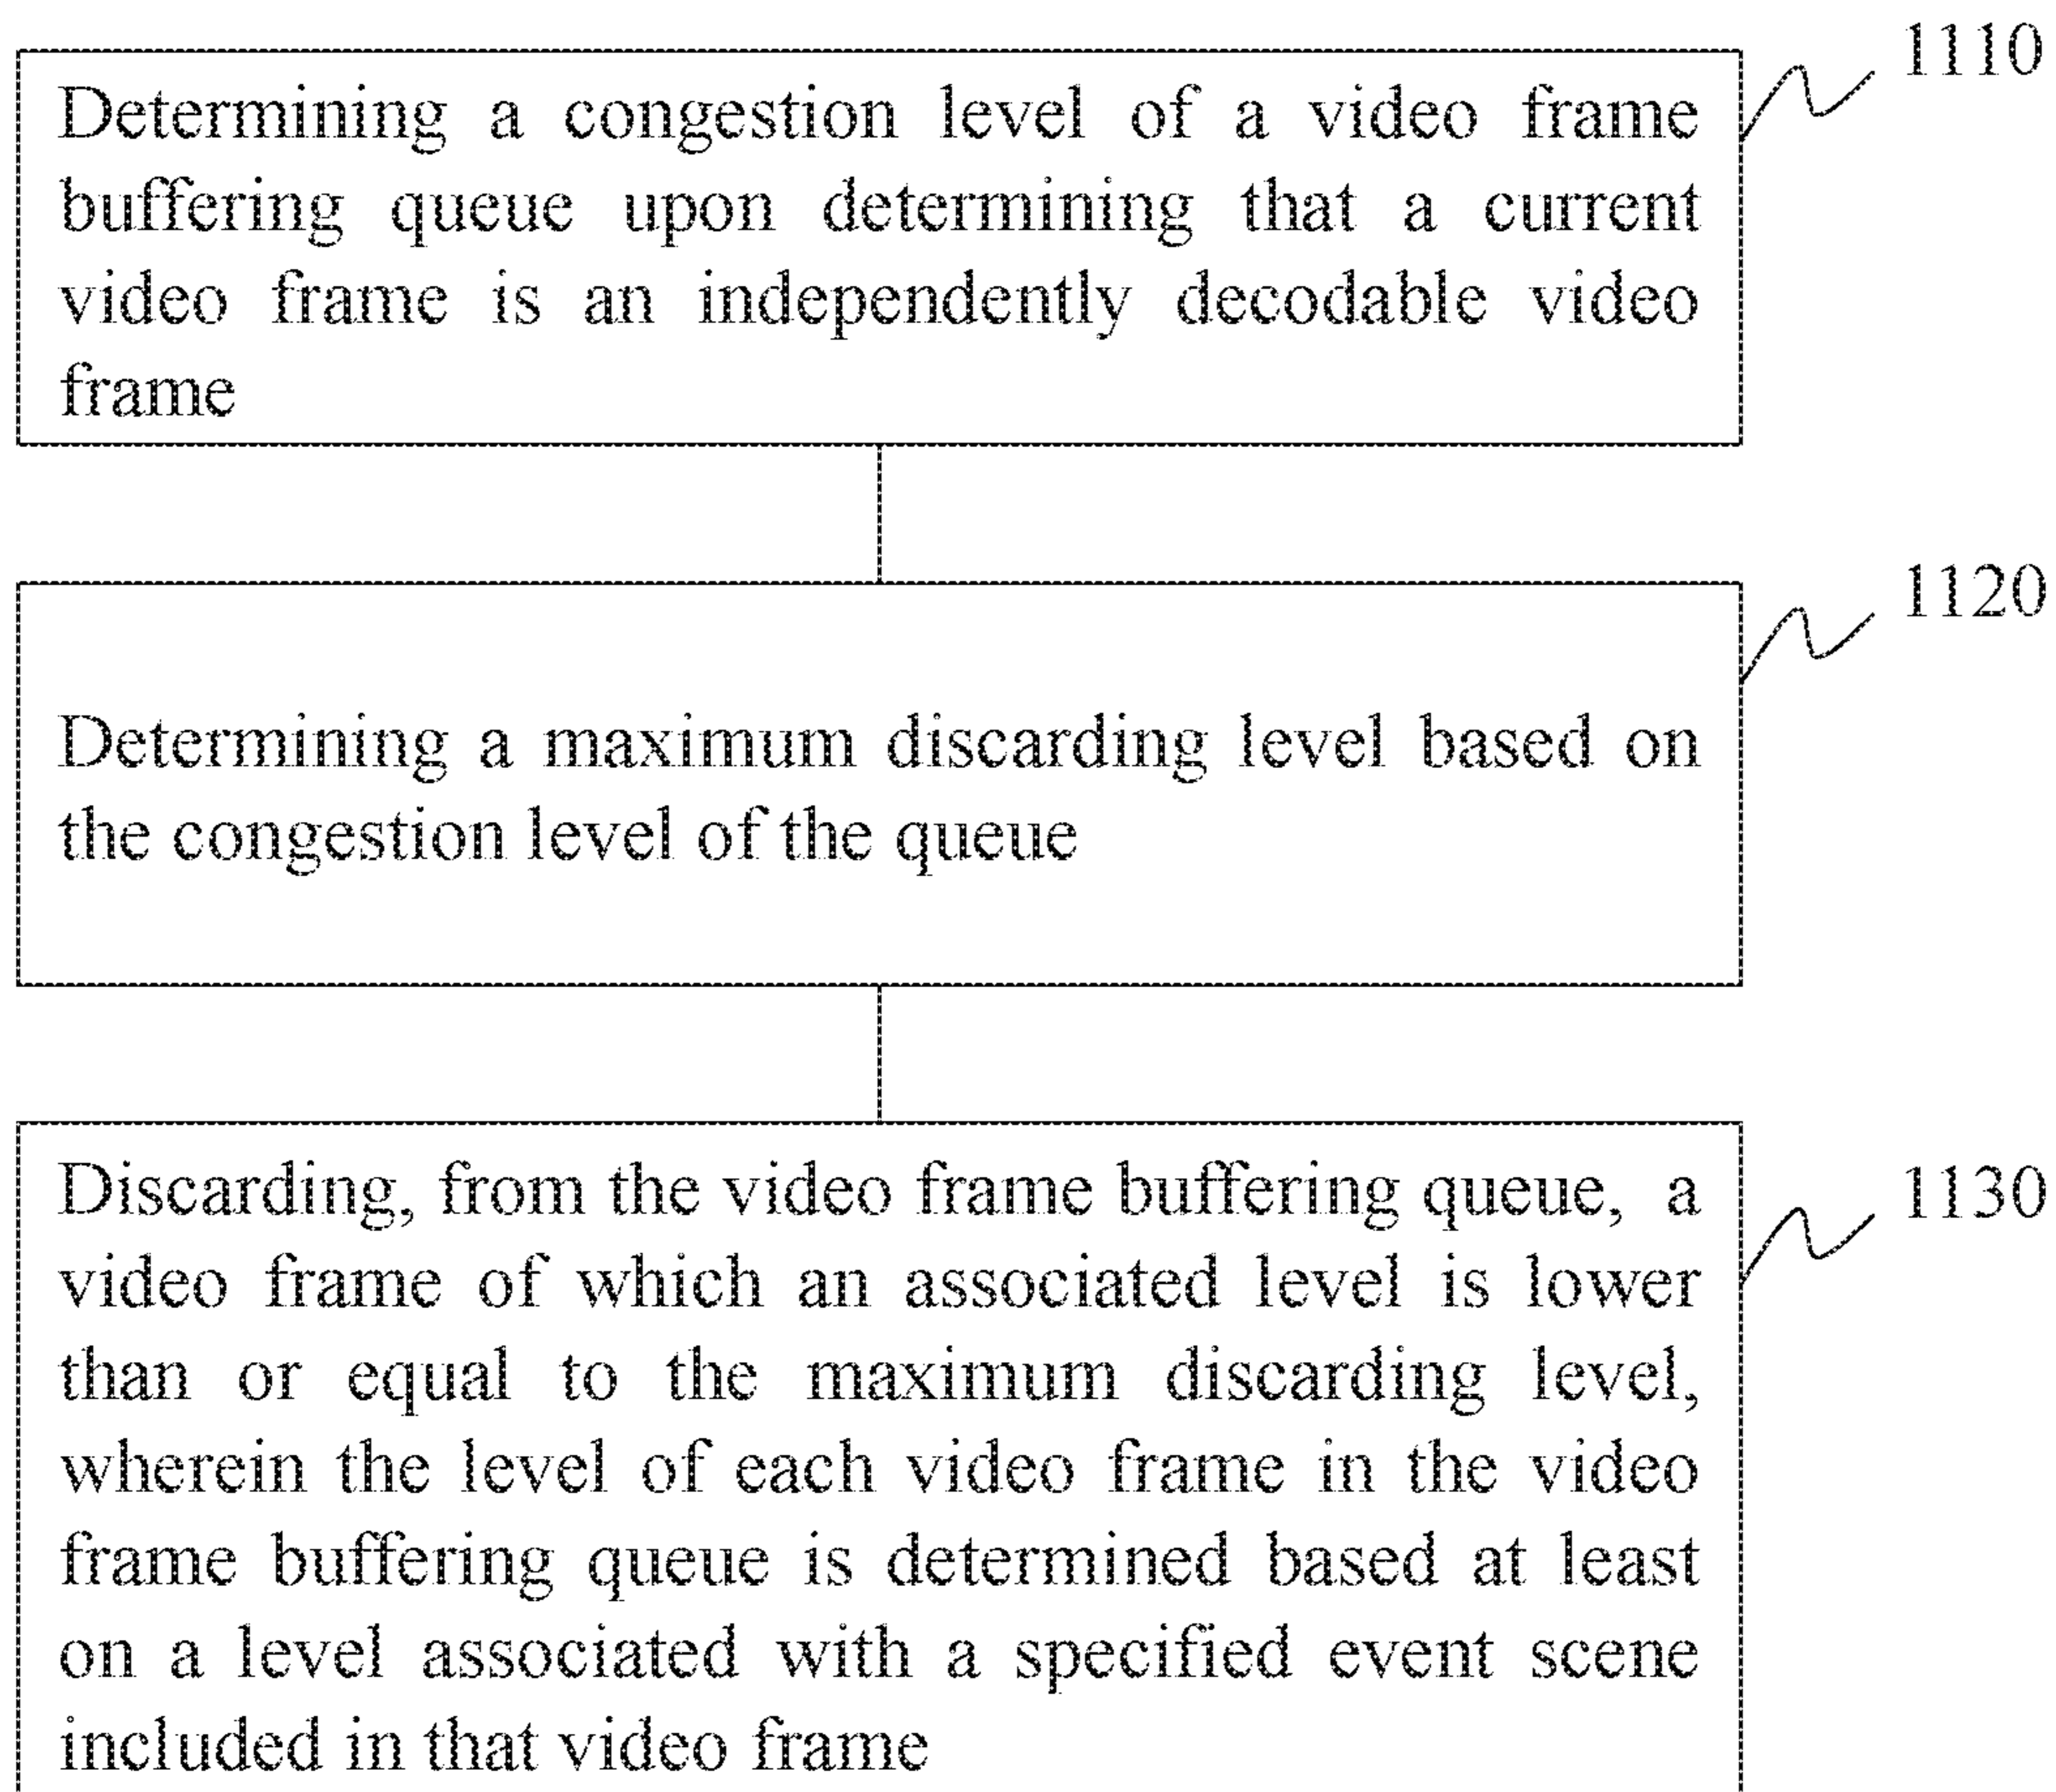 1110
Determining a congestion level of a video frame
buffering queue upon determining that a current
video frame is an independently decodable video
frame
1120
Determining a maximum discarding level based on
the congestion level of the queue
1130
Discarding, from the video frame buffering queue, a
video frame of which an associated level is lower
than or equal to the maximum discarding level,
wherein the level of each video frame in the video
frame buffering queue is determined based at least
on a level associated with a specified event scene
included in that video frame